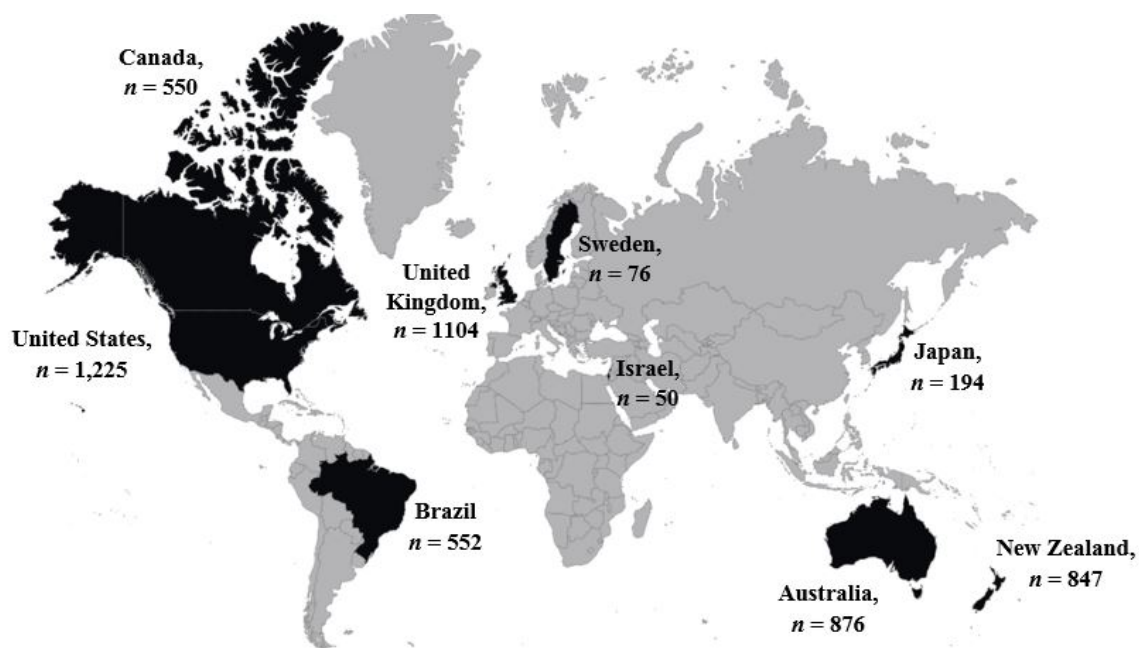 Canada,
n = 550
Sweden,
n = 76
United
Kingdom,
n = 1104
United States,
n = 1,225
Israel,
n = 50
Japan,
n = 194
Brazil
n = 552
New Zealand,
n = 847
Australia,
n = 876